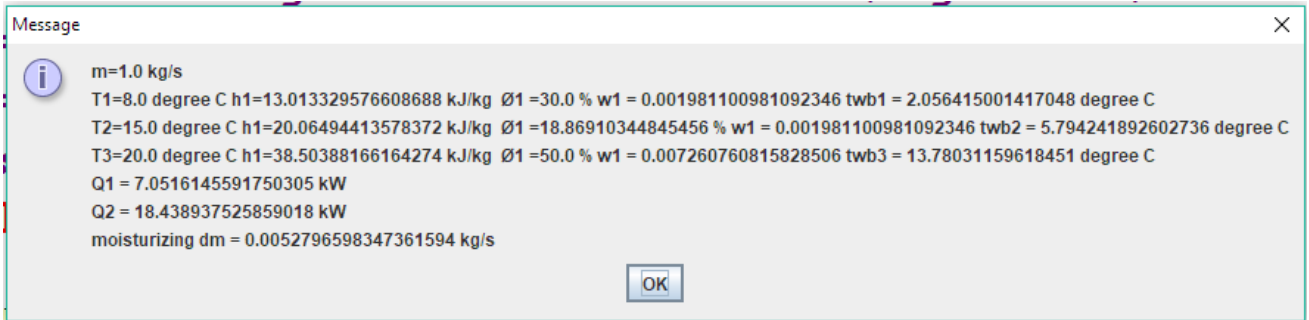 Message
m=1.0 kg/s
T1=8.0 degree C h1=13.013329576608688 kJ/kg Ø1 =30.0 % w1 = 0.001981100981092346 twb1 = 2.056415001417048 degree C
T2=15.0 degree C h1=20.06494413578372 kJ/kg Ø1 =18.86910344845456 % w1 = 0.001981100981092346 twb2 = 5.794241892602736 degree C
T3=20.0 degree C h1=38.50388166164274 kJ/kg Ø1 =50.0 % w1 = 0.007260760815828506 twb3 = 13.78031159618451 degree C
Q1 = 7.0516145591750305 kW
Q2 = 18.438937525859018 kW
moisturizing dm = 0.0052796598347361594 kg/s
OK